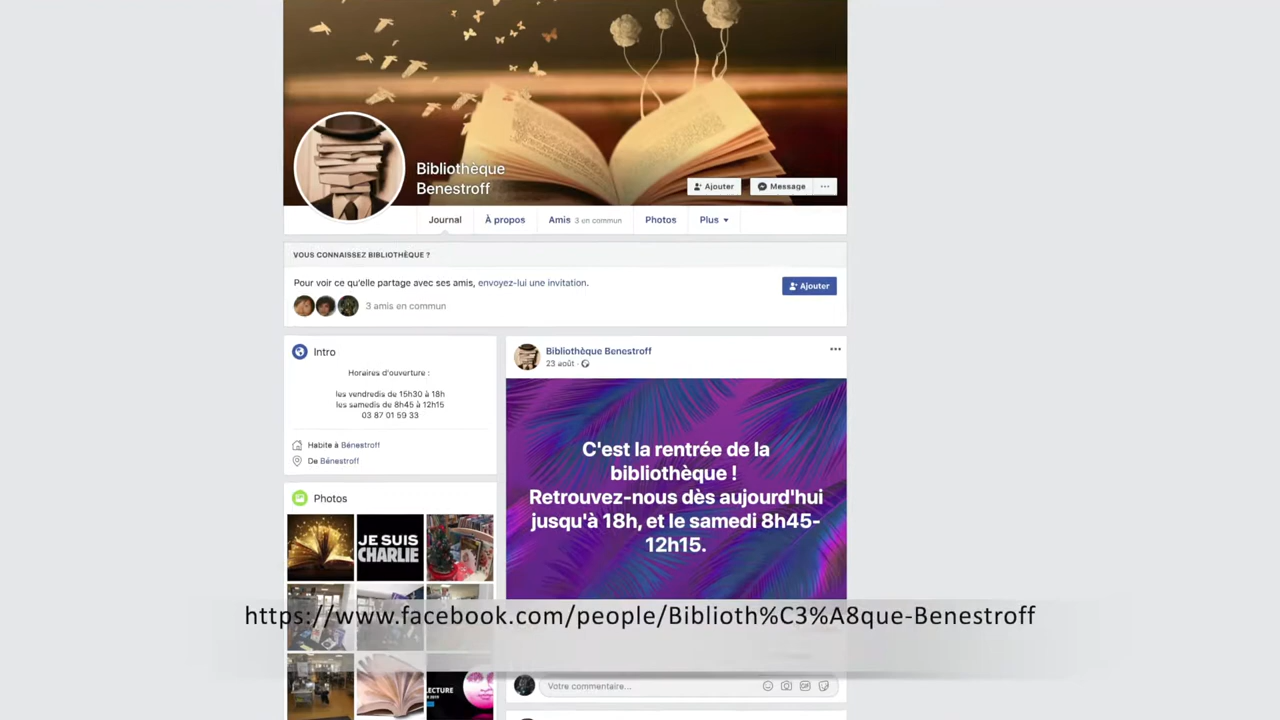 Bibliothèque
Benestroff
Ajouter
Message
Journal
À propos
Amis 3 en commun
Photos
Plus
VOUS CONNAISSEZ BIBLIOTHÈQUE ?
Pour voir ce qu'elle partage avec ses amis, envoyez-lui une invitation.
Ajouter
3 amis en commun
Intro
Horaires d'ouverture :
les vendredis de 15h30 à 18h
les samedis de 8h45 à 12h15
03 87 01 59 33
Habite à Bénestroff
De Bénestroff
Photos
JE SUIS
CHARLIE
LECTURE
Bibliothèque Benestroff
23 août ·
C'est la rentrée de la
bibliothèque !
Retrouvez-nous dès aujourd'hui
jusqu'à 18h, et le samedi 8h45-
12h15.
https://www.facebook.com/people/Biblioth%C3%A8que-Benestroff
Votre commentaire...